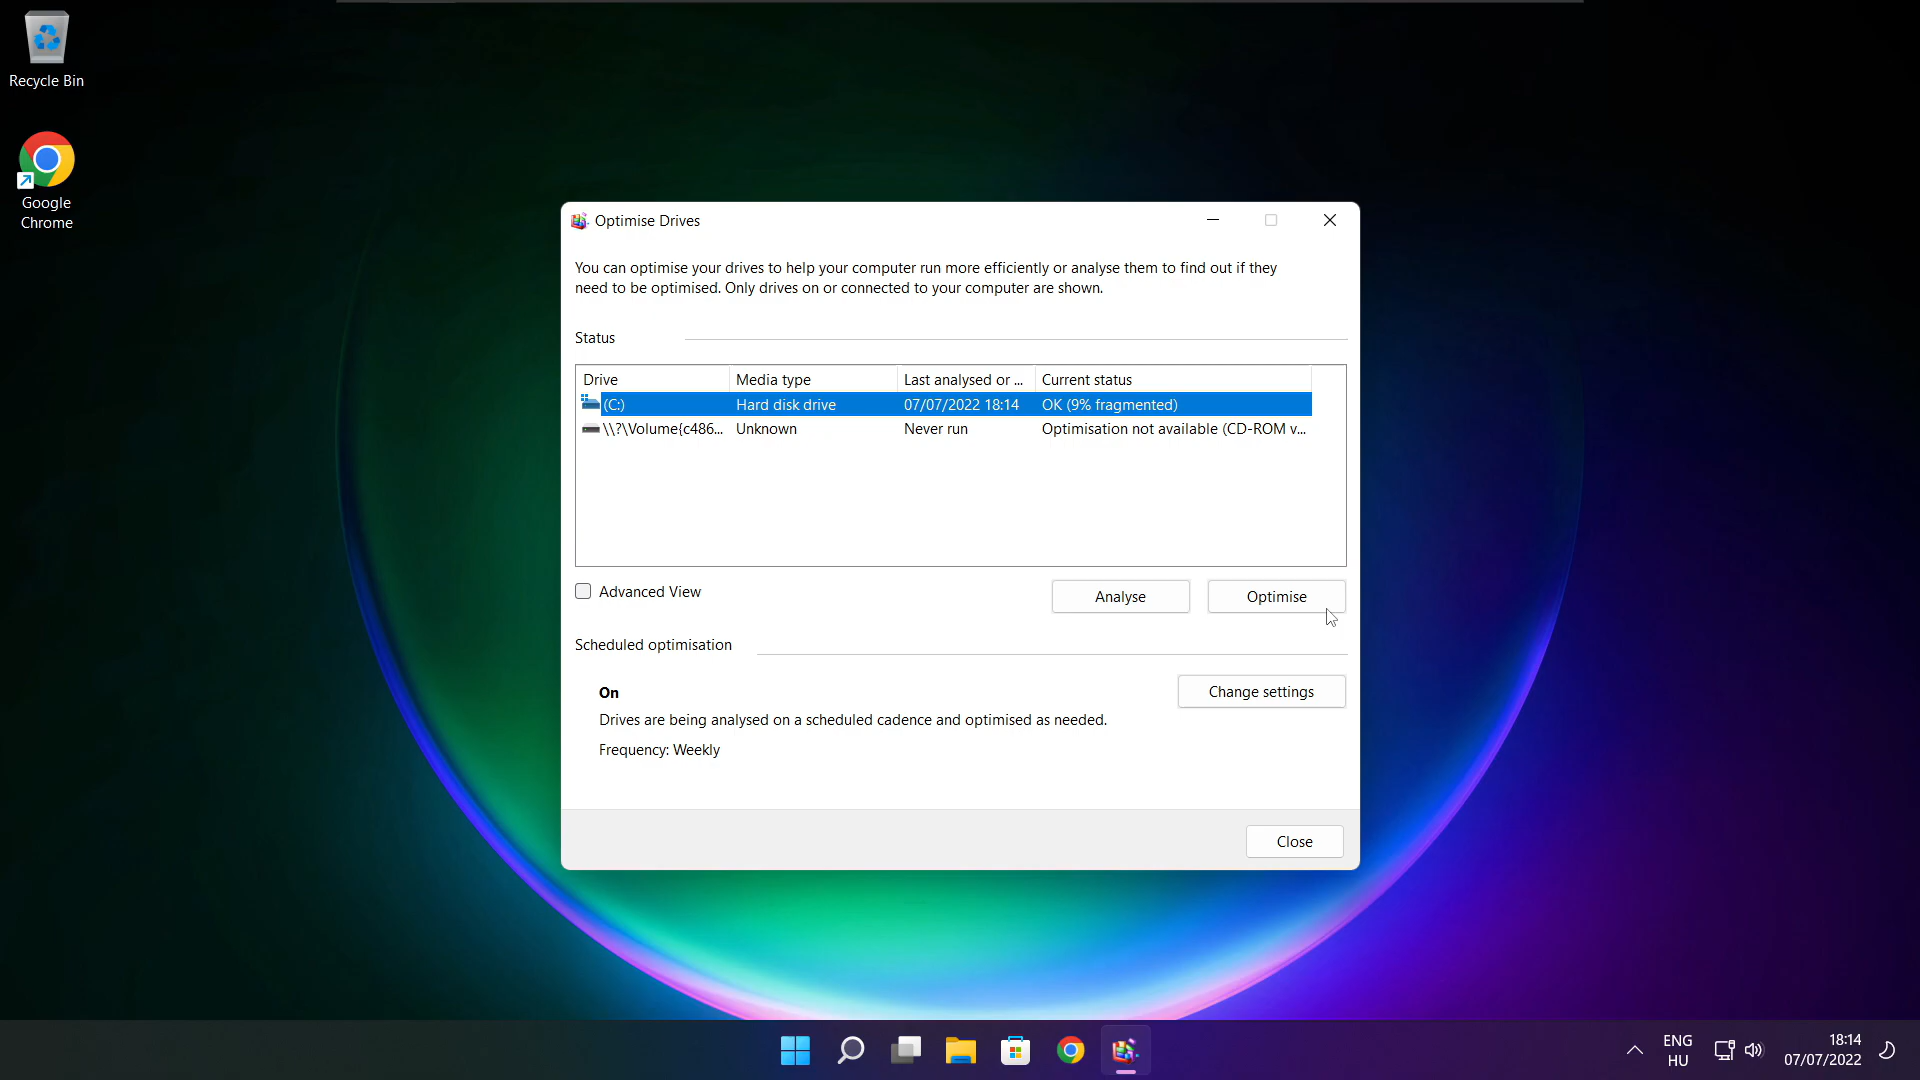 Recycle Bin
Google
Chrome
Optimise Drives
You can optimise your drives to help your computer run more efficiently or analyse them to find out if they
need to be optimised. Only drives on or connected to your computer are shown.
Status
Drive Media type Last analysed or ... Current status
(C:) Hard disk drive 07/07/2022 18:14 OK (9% fragmented)
\\?\Volume{c486... Unknown Never run Optimisation not available (CD-ROM v...
Advanced View Analyse Optimise
Scheduled optimisation
On Change settings
Drives are being analysed on a scheduled cadence and optimised as needed.
Frequency: Weekly
Close
ENG 18:14
HU 07/07/2022